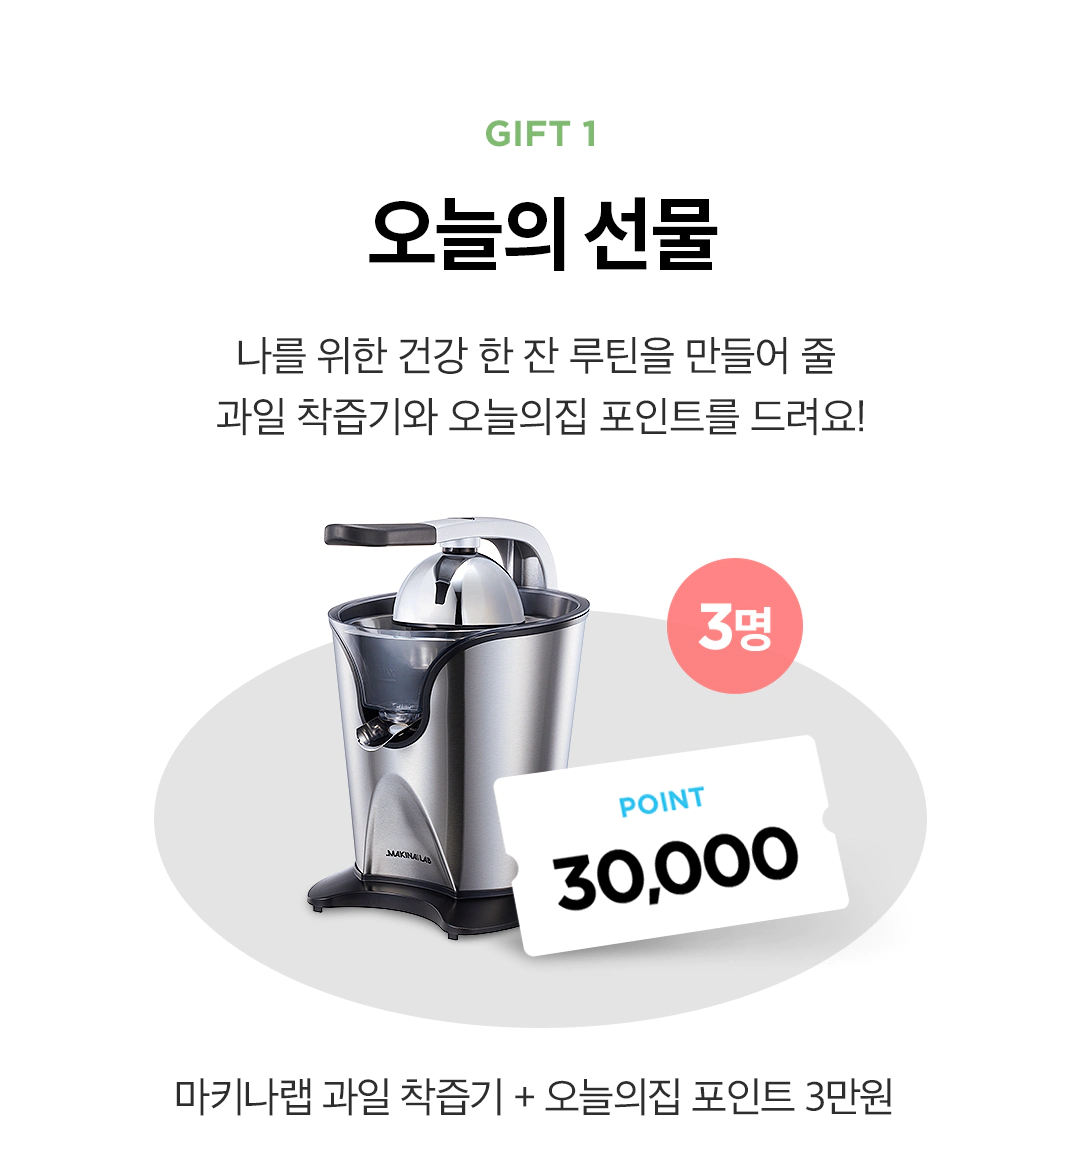 GIFT 1
오늘의 선물
나를 위한 건강 한 잔 루틴을 만들어 줄
과일 착즙기와 오늘의집 포인트를 드려요!
3명
POINT
30,000
MAKINA LAB
마키나랩 과일 착즙기 + 오늘의집 포인트 3만원